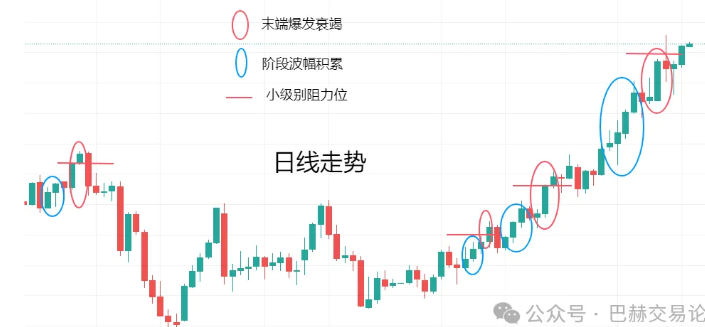 末端爆发衰竭
阶段波幅积累
小级别阻力位
日线走势
公众号 · 巴赫交易论